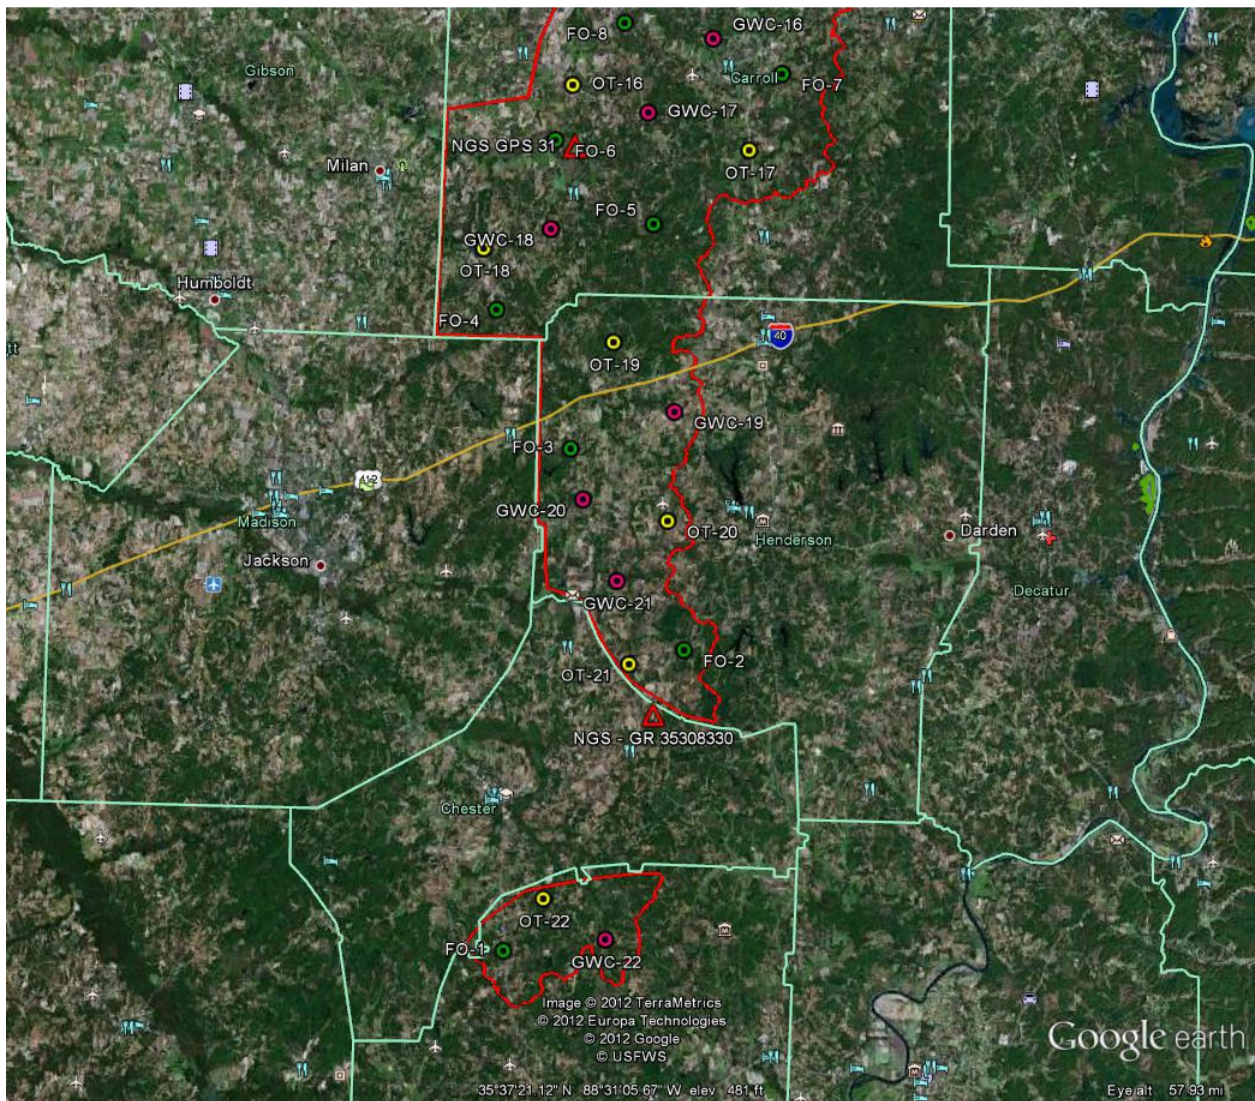 GWC-16
FO-8
Gibson
Carroll
OT-16
FO-7
GWC-17
NGS GPS 31
FO-6
Milan
OT-17
FO-5
GWC-18
OT-18
Humboldt
FO-4
40
OT-19
GWC-19
FO-3
412
GWC-20
Madison
OT-20
Darden
Henderson
Jackson
Decatur
GWC-21
FO-2
OT-21
NGS - GR 35308330
Chester
OT-22
FO-1
GWC-22
Image © 2012 TerraMetrics
© 2012 Europa Technologies
© 2012 Google
© USFWS
Google earth
35°37'21.12" N 88°31'05.67" W elev 481 ft
Eye alt 57.93 mi